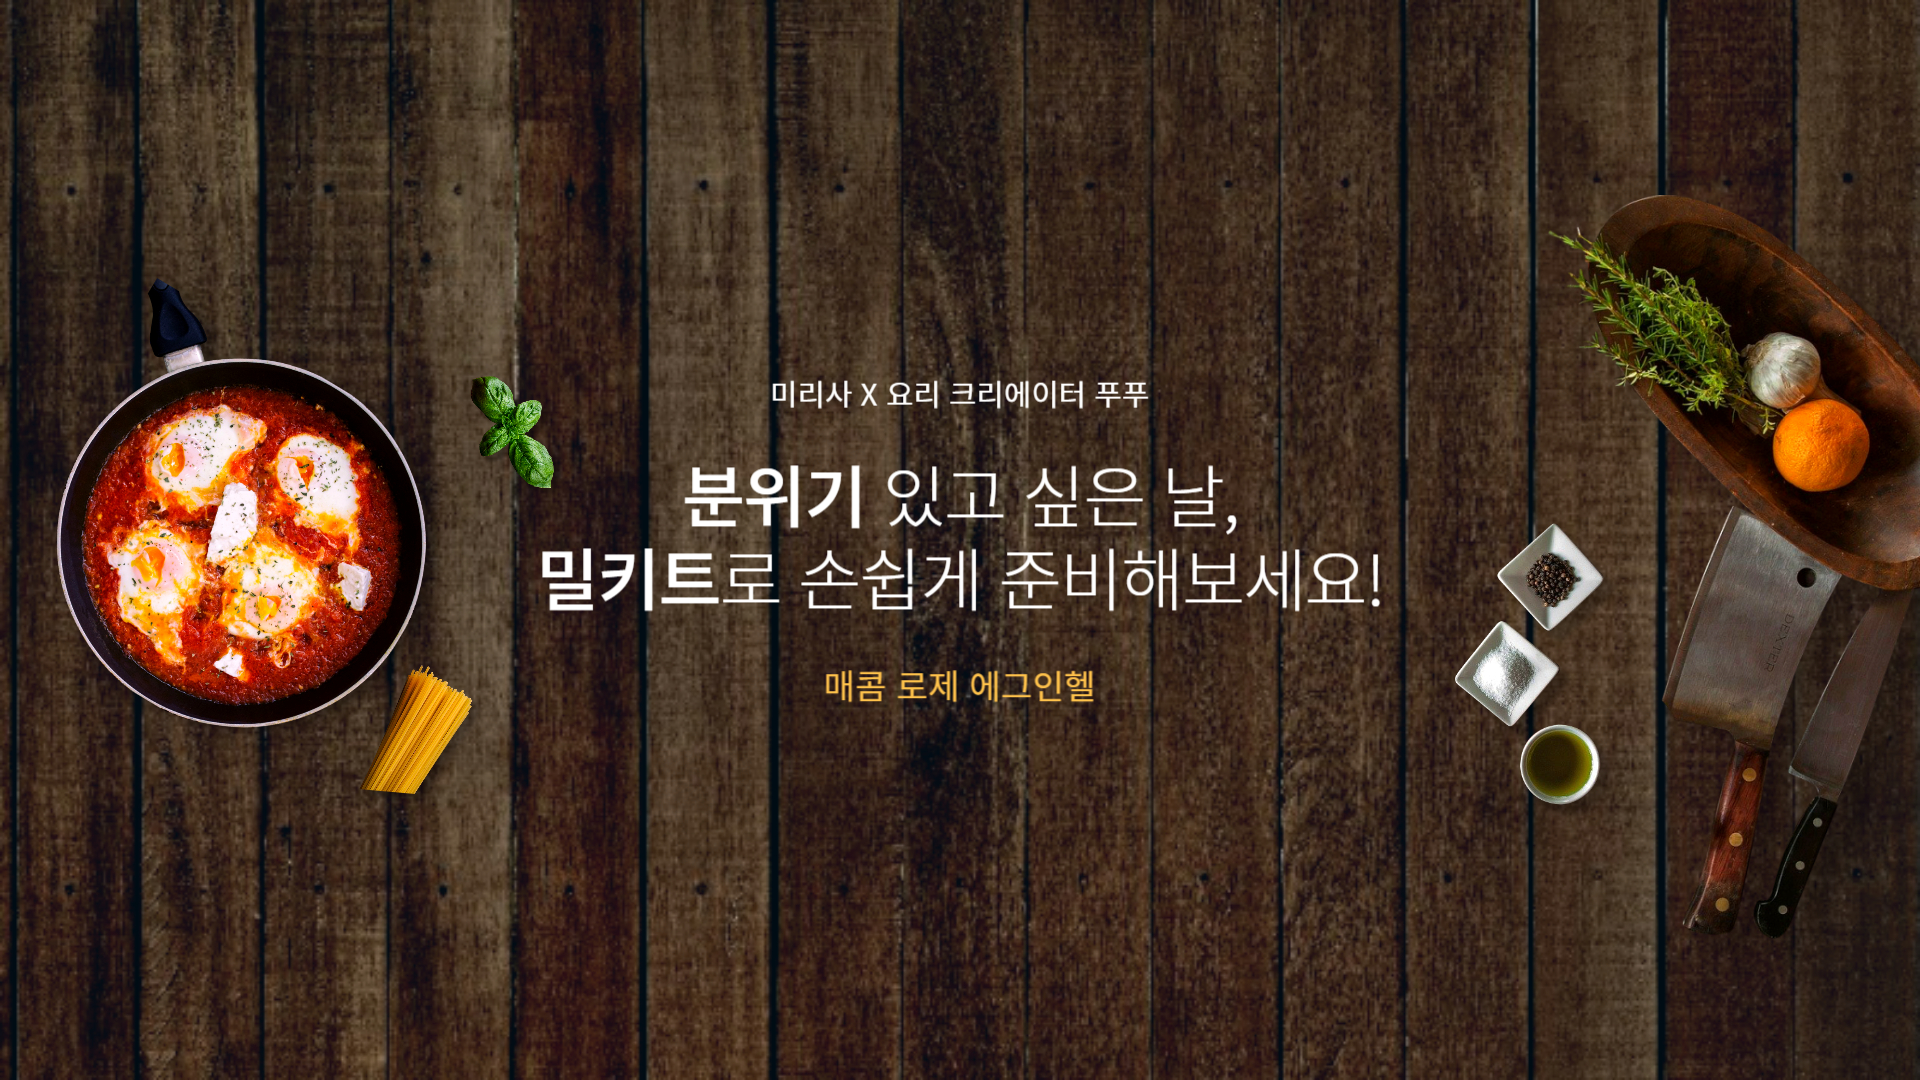 미리사 X 요리 크리에이터 푸푸
분위기 있고 싶은 날,
밀키트로 손쉽게 준비해보세요!
매콤 로제 에그인헬
DEXTER